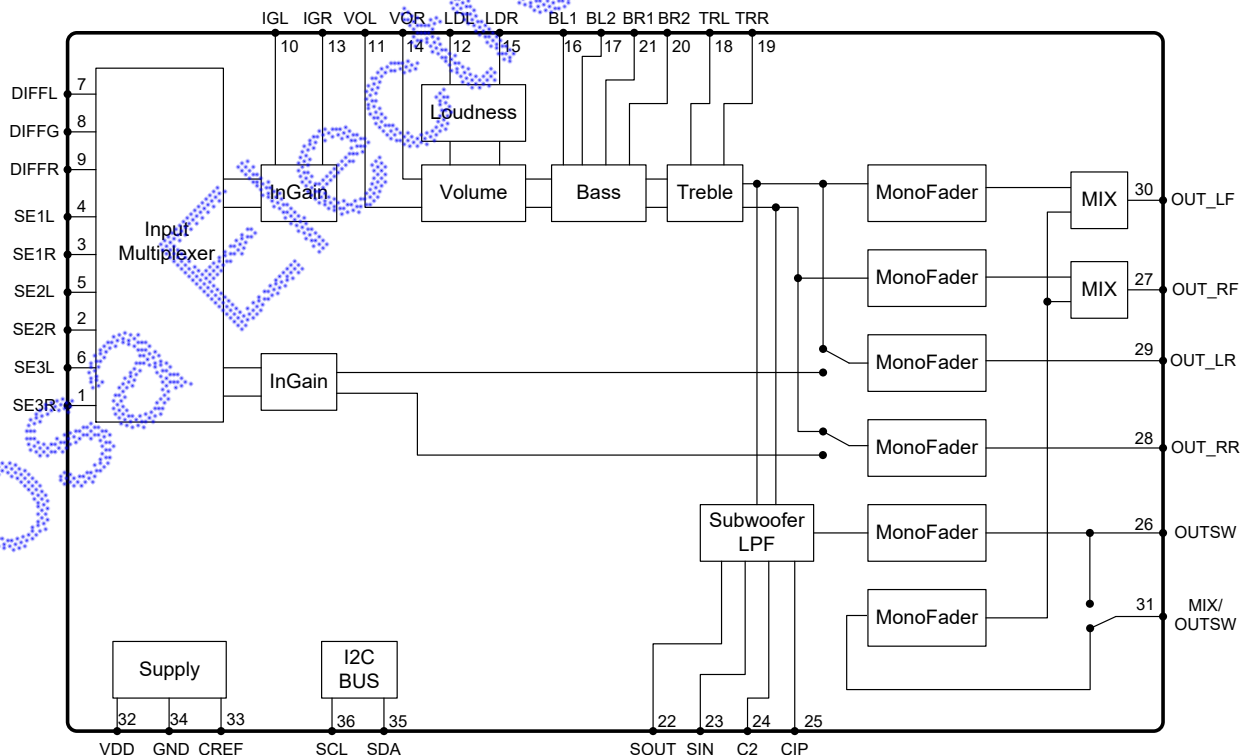 IGL IGR VOL VOR LDL LDR BL1 BL2 BR1 BR2 TRL TRR
10 13 11 14 12 15 16 17 21 20 18 19
DIFFL 7
DIFFG 8
DIFFR 9
SE1L 4
SE1R 3
SE2L 5
SE2R 2
SE3L 6
SE3R 1
Input
Multiplexer
Loudness
InGain
Volume
Bass
Treble
MonoFader
MIX
30 OUT_LF
MonoFader
MIX
27 OUT_RF
InGain
MonoFader
29 OUT_LR
MonoFader
28 OUT_RR
Subwoofer
LPF
MonoFader
26 OUTSW
MonoFader
31 MIX/
OUTSW
Supply
I2C
BUS
32 34 33 36 35 22 23 24 25
VDD GND CREF SCL SDA SOUT SIN C2 CIP